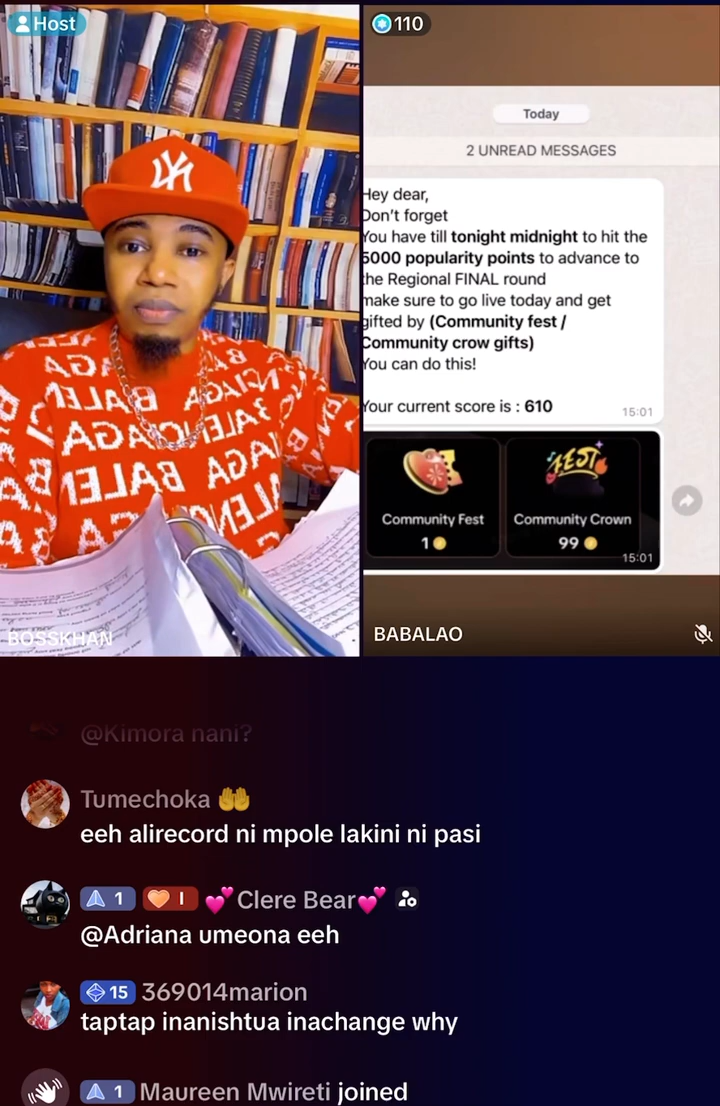 Host
NY
BALENCIAGA
BOSSKHAN
110
Today
2 UNREAD MESSAGES
Hey dear,
Don't forget
You have till tonight midnight to hit the
5000 popularity points to advance to
the Regional FINAL round
make sure to go live today and get
gifted by (Community fest /
Community crow gifts)
You can do this!
Your current score is : 610
15:01
FEST
Community Fest
Community Crown
1
99
15:01
BABALAO
@Kimora nani?
Tumechoka 🤲
eeh alirecord ni mpole lakini ni pasi
1 I 💕Clere Bear💕
@Adriana umeona eeh
15 369014marion
taptap inanishtua inachange why
1 Maureen Mwireti joined